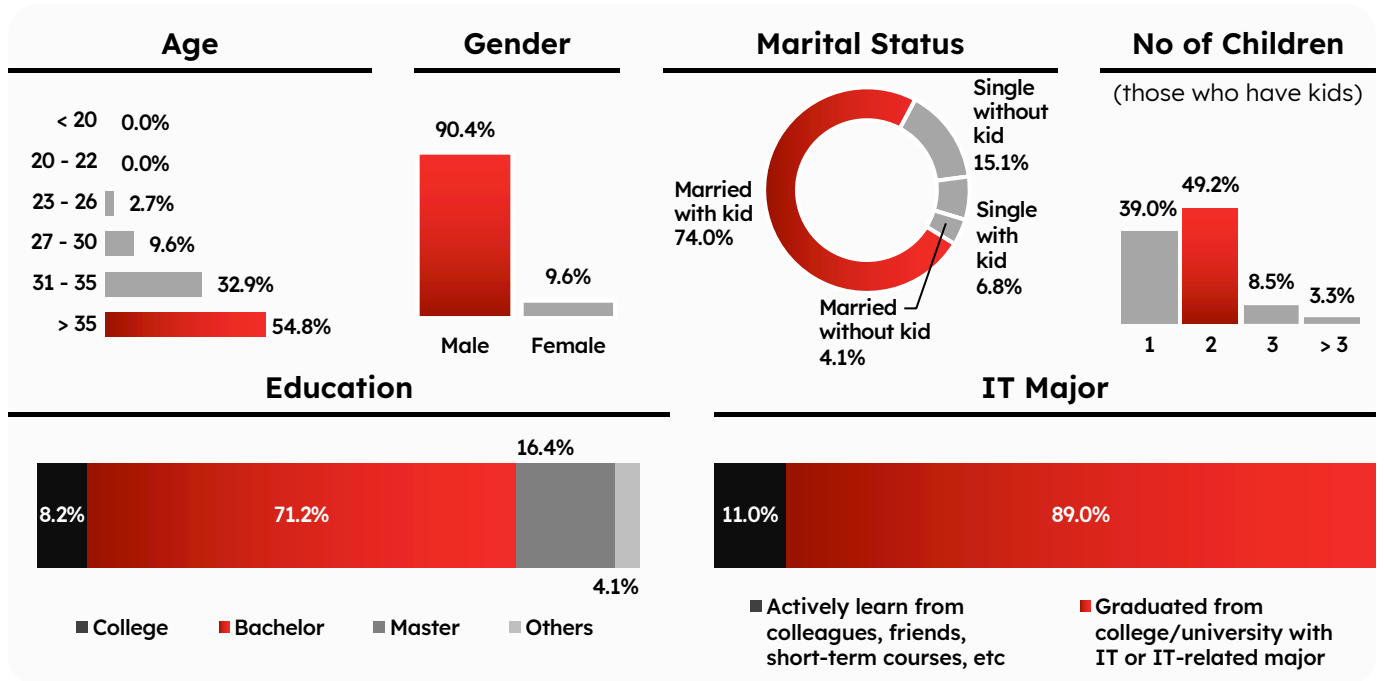 Age
< 20 0.0%
20 - 22 0.0%
23 - 26 2.7%
27 - 30 9.6%
31 - 35 32.9%
> 35 54.8%
Gender
90.4%
9.6%
Male Female
Marital Status
Single
without
kid
15.1%
Married
with kid
74.0%
Single
with
kid
6.8%
Married
without kid
4.1%
No of Children
(those who have kids)
39.0% 49.2% 8.5% 3.3%
1 2 3 > 3
Education
16.4%
8.2% 71.2%
4.1%
College Bachelor Master Others
IT Major
11.0% 89.0%
Actively learn from
colleagues, friends,
short-term courses, etc
Graduated from
college/university with
IT or IT-related major